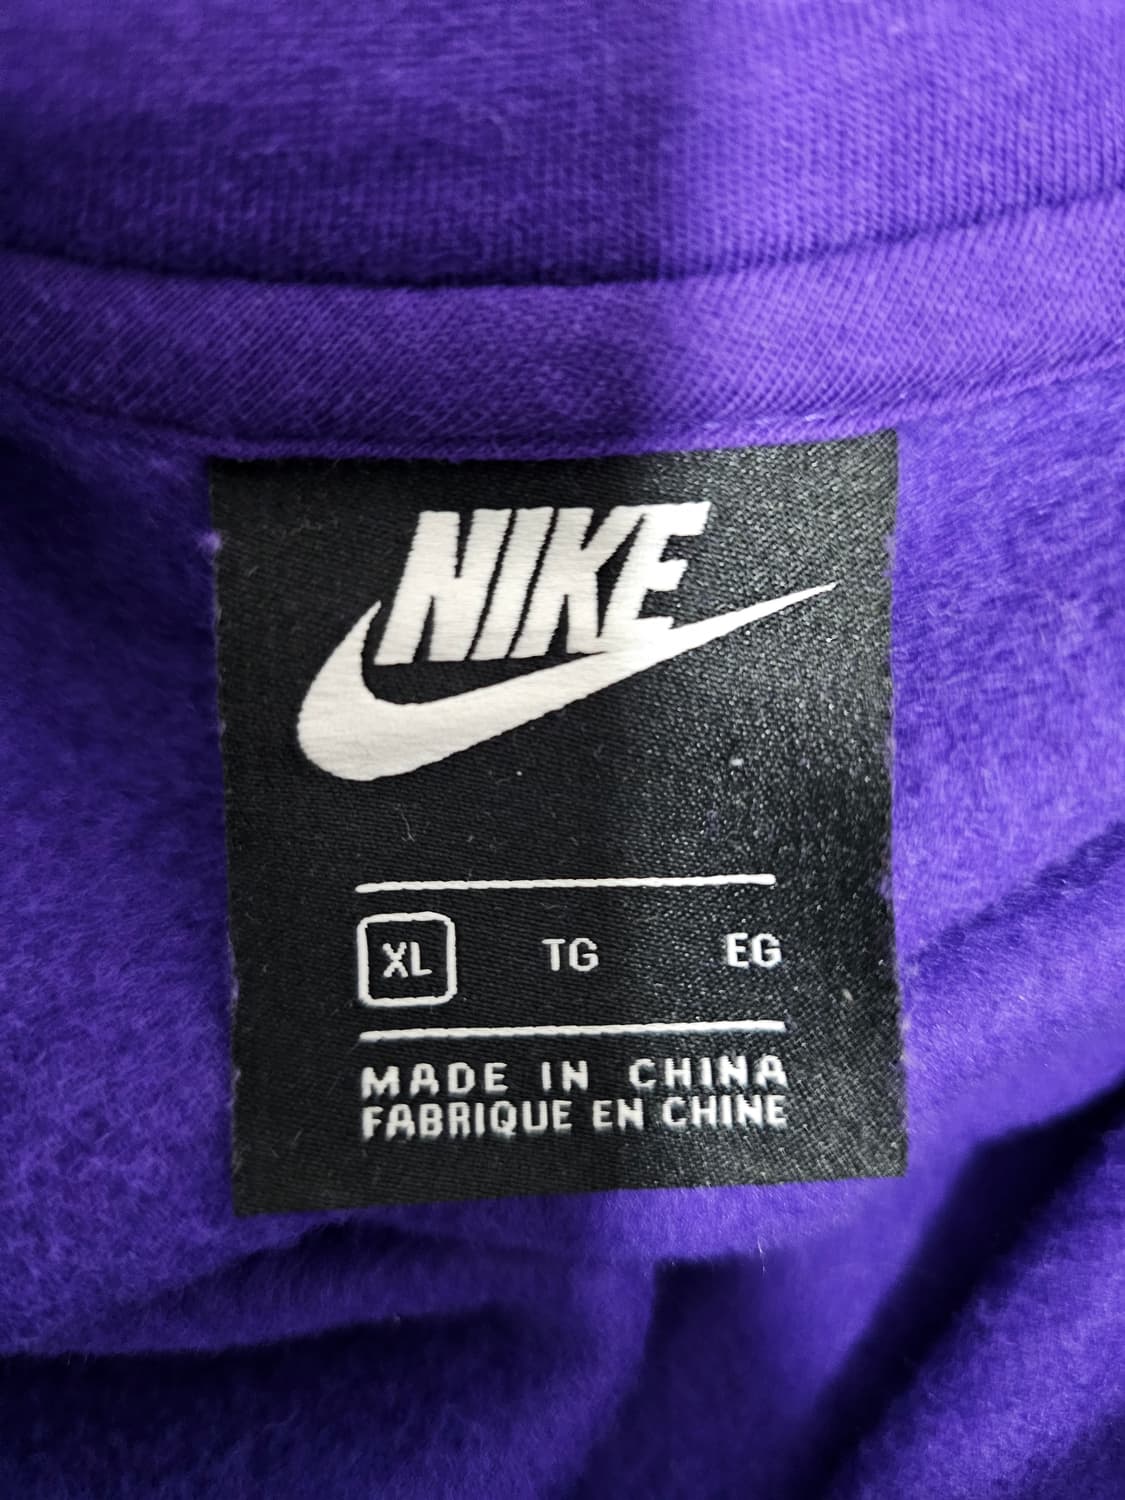 NIKE
XL TG EG
MADE IN CHINA
FABRIQUE EN CHINE